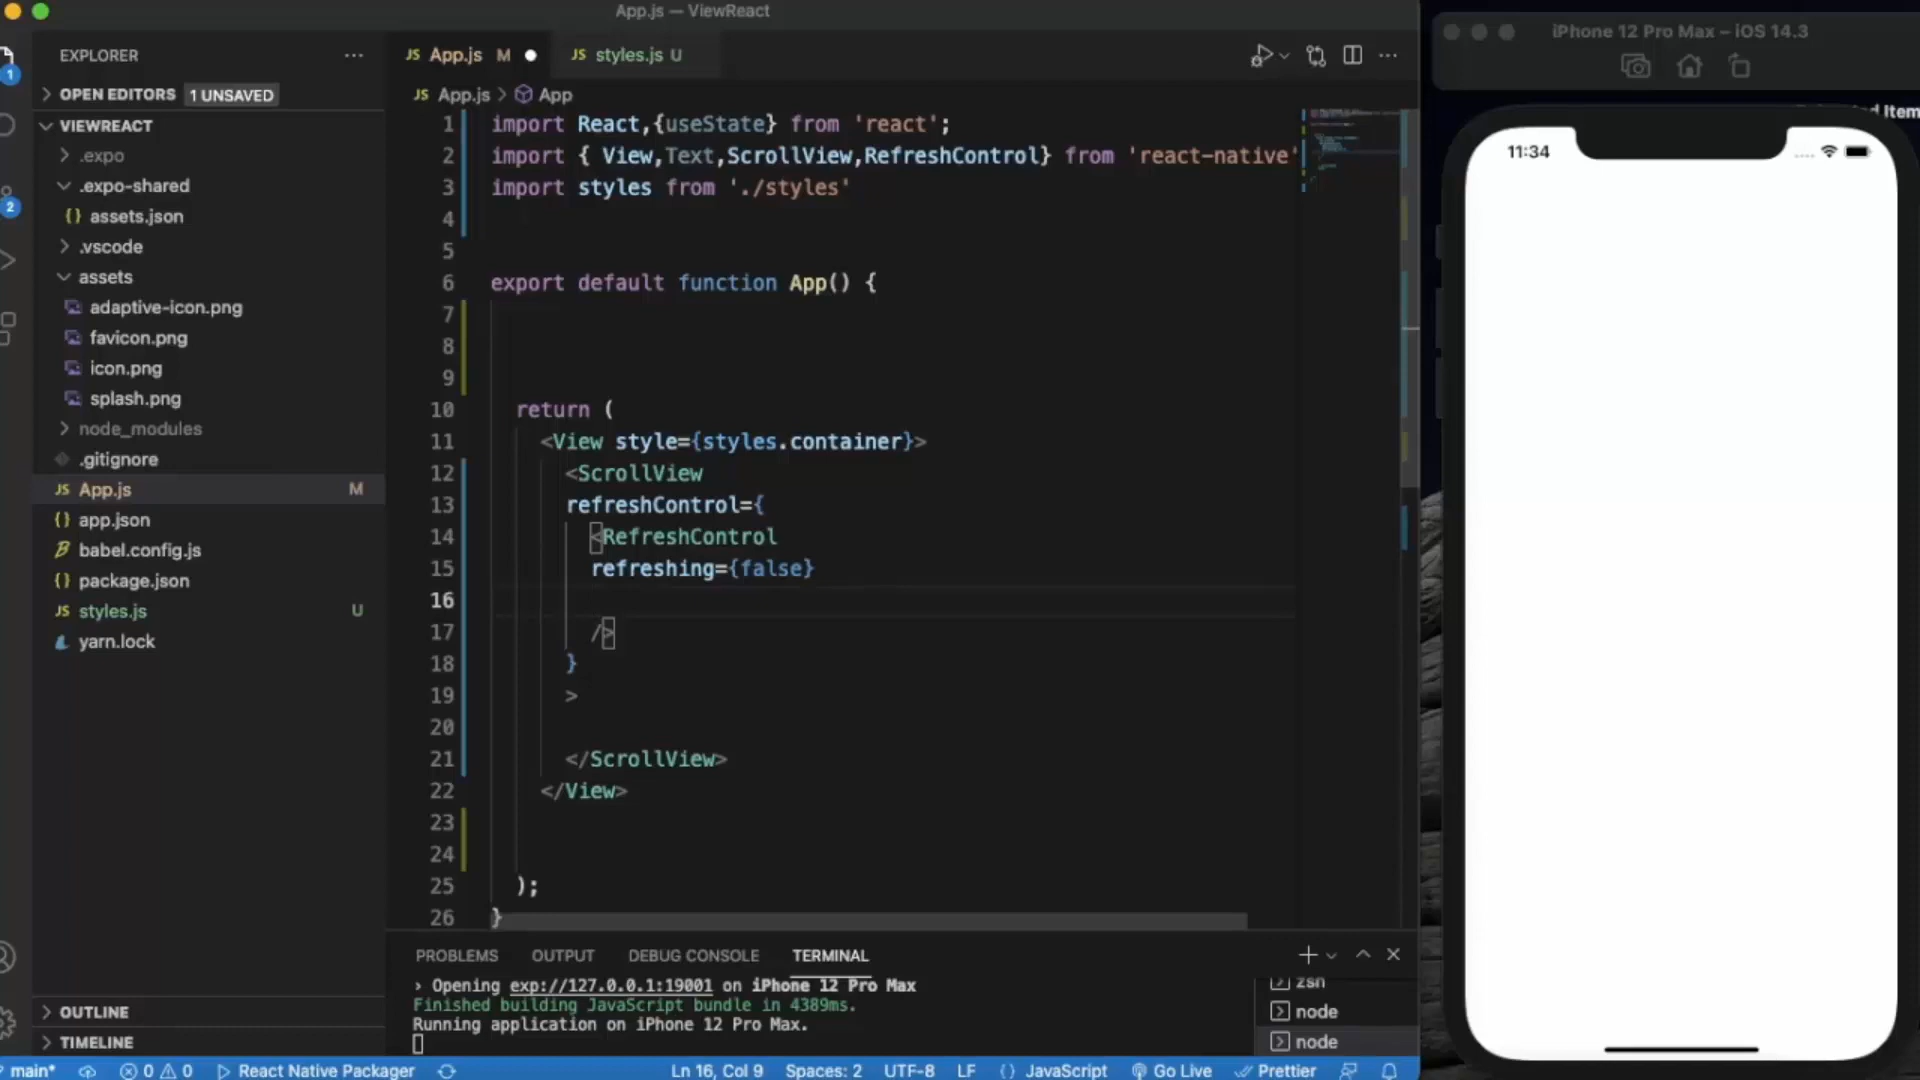 App.js — ViewReact
iPhone 12 Pro Max – iOS 14.3
EXPLORER
OPEN EDITORS 1 UNSAVED
VIEWREACT
.expo
.expo-shared
{} assets.json
.vscode
assets
adaptive-icon.png
favicon.png
icon.png
splash.png
node_modules
.gitignore
JS App.js M
{} app.json
babel.config.js
{} package.json
JS styles.js U
yarn.lock
OUTLINE
TIMELINE
1
2
JS App.js M
JS styles.js U
JS App.js > App
1 import React,{useState} from 'react';
2 import { View,Text,ScrollView,RefreshControl} from 'react-native'
3 import styles from './styles'
4
5
6 export default function App() {
7
8
9
10 return (
11 <View style={styles.container}>
12 <ScrollView
13 refreshControl={
14 <RefreshControl
15 refreshing={false}
16
17 />
18 }
19 >
20
21 </ScrollView>
22 </View>
23
24
25 );
26 }
PROBLEMS OUTPUT DEBUG CONSOLE TERMINAL
› Opening exp://127.0.0.1:19001 on iPhone 12 Pro Max
Finished building JavaScript bundle in 4389ms.
Running application on iPhone 12 Pro Max.
zsh
node
node
main* 0 0 React Native Packager Ln 16, Col 9 Spaces: 2 UTF-8 LF {} JavaScript Go Live Prettier
11:34
Item